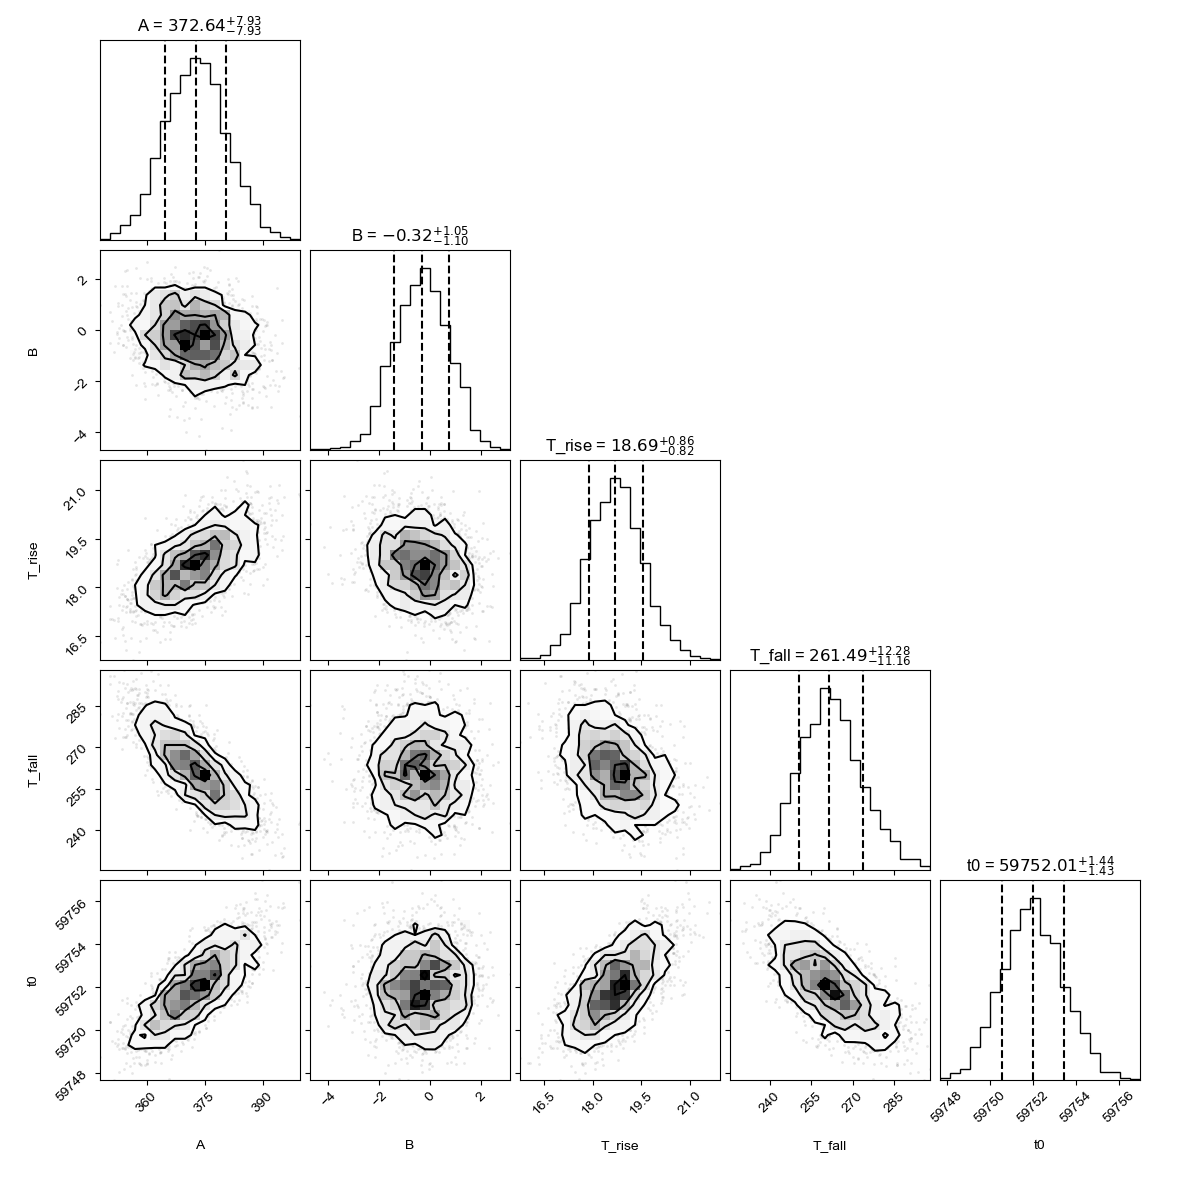 A = 372.64+7.93 −7.93
B = −0.32+1.05 −1.10
2
0
−2
−4
B
T_rise = 18.69+0.86 −0.82
21.0
19.5
18.0
16.5
T_rise
T_fall = 261.49+12.28 −11.16
285
270
255
240
T_fall
t0 = 59752.01+1.44 −1.43
59756
59754
59752
59750
59748
t0
360 375 390 −4 −2 0 2 16.5 18.0 19.5 21.0 240 255 270 285 59748 59750 59752 59754 59756
A B T_rise T_fall t0